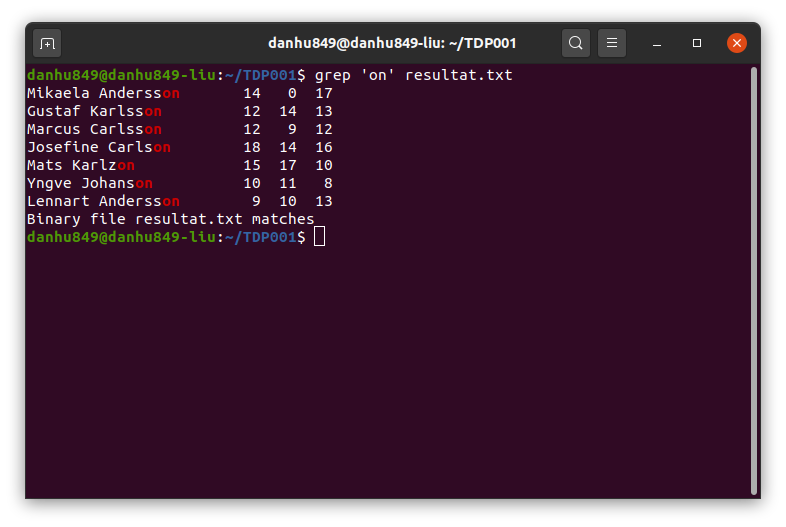 danhu849@danhu849-liu: ~/TDP001
danhu849@danhu849-liu:~/TDP001$ grep 'on' resultat.txt
Mikaela Andersson       14   0  17
Gustaf Karlsson         12  14  13
Marcus Carlsson         12   9  12
Josefine Carlson        18  14  16
Mats Karlzon            15  17  10
Yngve Johanson          10  11   8
Lennart Andersson        9  10  13
Binary file resultat.txt matches
danhu849@danhu849-liu:~/TDP001$